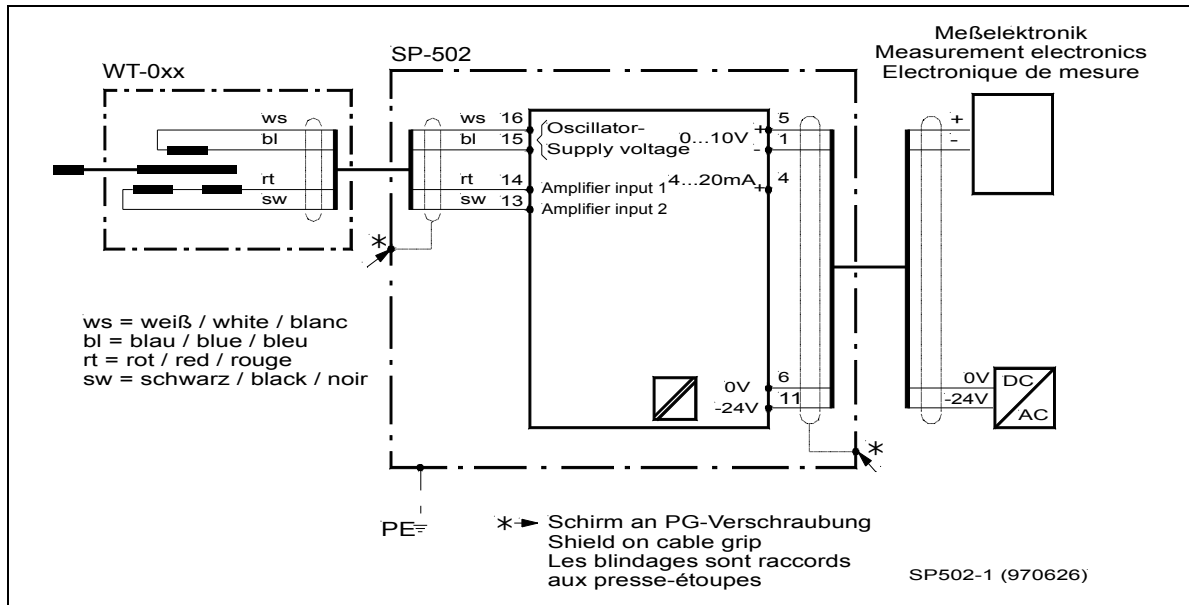 Meßelektronik
Measurement electronics
Electronique de mesure
SP-502
WT-0xx
ws
bl
rt
sw
ws 16
bl 15
rt 14
sw 13
Oscillator-
Supply voltage
Amplifier input 1
Amplifier input 2
0...10V
+ 5
- 1
4...20mA
+ 4
0V 6
-24V 11
+
-
0V
-24V
DC
AC
*
*
ws = weiß / white / blanc
bl = blau / blue / bleu
rt = rot / red / rouge
sw = schwarz / black / noir
PE
* Schirm an PG-Verschraubung
Shield on cable grip
Les blindages sont raccords
aux presse-étoupes
SP502-1 (970626)